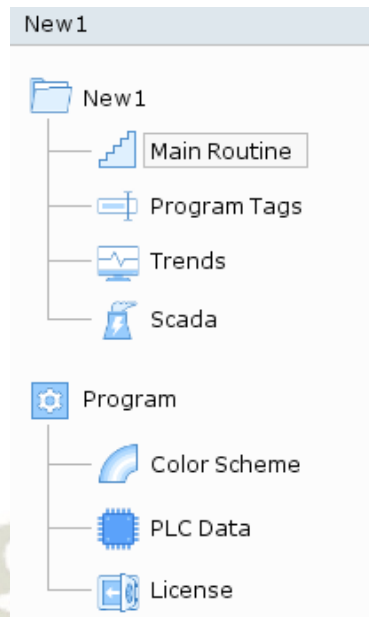 New1
New1
Main Routine
Program Tags
Trends
Scada
Program
Color Scheme
PLC Data
License